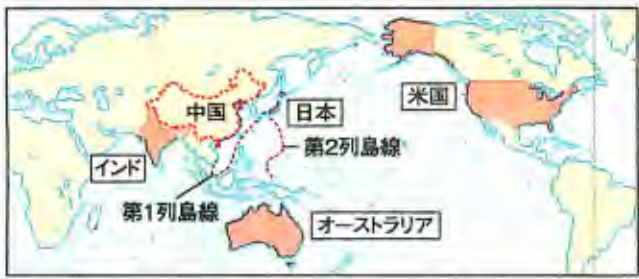 中国
日本
米国
第2列島線
インド
第1列島線
オーストラリア